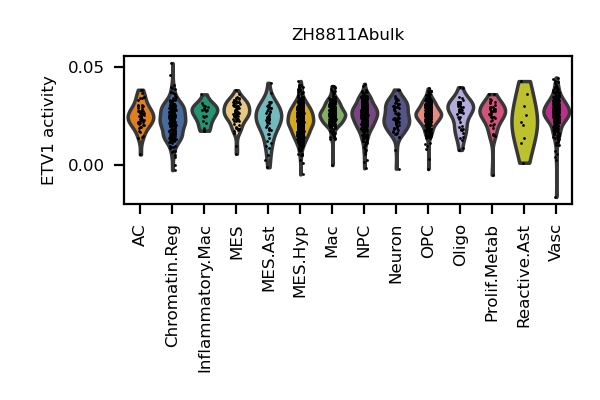 ZH8811Abulk
ETV1 activity
0.05
0.00
AC
Chromatin.Reg
Inflammatory.Mac
MES
MES.Ast
MES.Hyp
Mac
NPC
Neuron
OPC
Oligo
Prolif.Metab
Reactive.Ast
Vasc